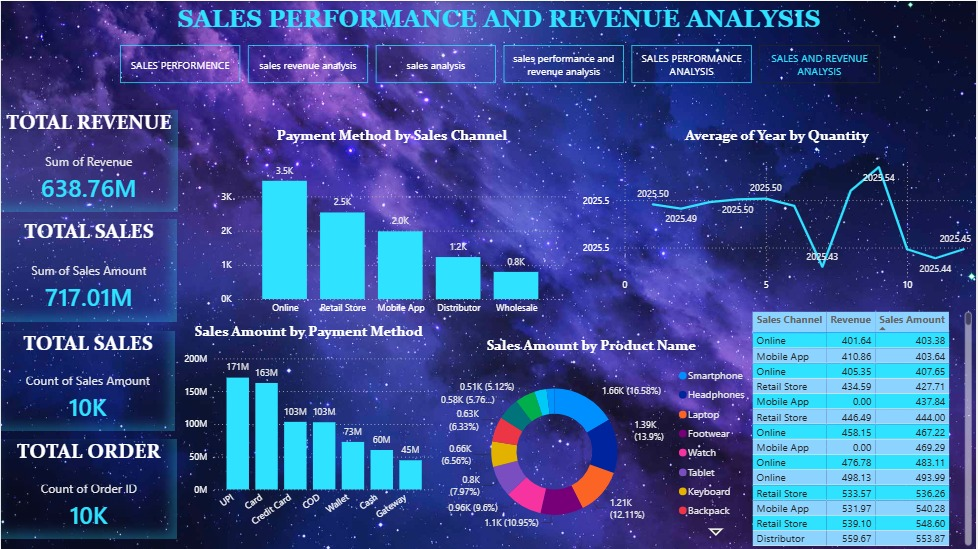 SALES PERFORMANCE AND REVENUE ANALYSIS
SALES PERFORMENCE
sales revenue analysis
sales analysis
sales performance and
revenue analysis
SALES PERFORMANCE
ANALYSIS
SALES AND REVENUE
ANALYSIS
TOTAL REVENUE
Sum of Revenue
638.76M
TOTAL SALES
Sum of Sales Amount
717.01M
TOTAL SALES
Count of Sales Amount
10K
TOTAL ORDER
Count of Order ID
10K
Payment Method by Sales Channel
3K
2K
1K
0K
3.5K
2.5K
2.0K
1.2K
0.8K
Online
Retail Store
Mobile App
Distributor
Wholesale
Average of Year by Quantity
2025.5
2025.5
2025.50
2025.49
2025.50
2025.50
2025.43
2025.54
2025.44
2025.45
0
5
10
Sales Amount by Payment Method
200M
150M
100M
50M
0M
171M
163M
103M
103M
73M
60M
45M
UPI
Card
Credit Card
COD
Wallet
Cash
Gateway
Sales Amount by Product Name
1.66K (16.58%)
1.39K
(13.9%)
1.21K
(12.11%)
1.1K (10.95%)
0.96K (9.6%)
0.8K
(7.97%)
0.66K
(6.56%)
0.63K
(6.33%)
0.58K (5.76...)
0.51K (5.12%)
Smartphone
Headphones
Laptop
Footwear
Watch
Tablet
Keyboard
Backpack
Sales Channel Revenue Sales Amount
Online 401.64 403.38
Mobile App 410.86 403.64
Online 405.35 407.65
Retail Store 434.59 427.71
Mobile App 0.00 437.84
Retail Store 446.49 444.00
Online 458.15 467.22
Mobile App 0.00 469.29
Online 476.78 483.11
Online 498.13 493.99
Retail Store 533.57 536.26
Mobile App 531.97 540.28
Retail Store 539.10 548.60
Distributor 559.67 553.87